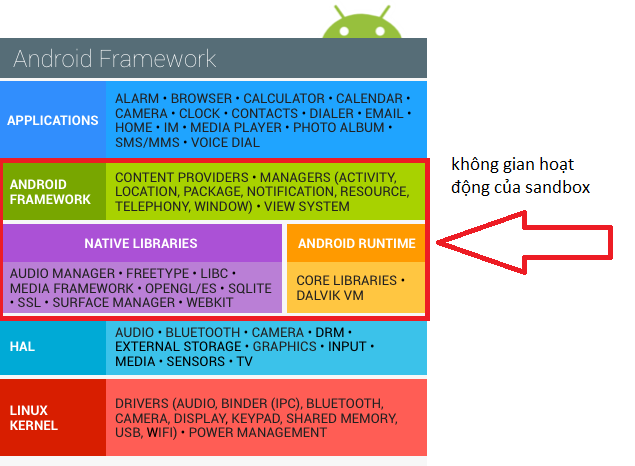 Android Framework
APPLICATIONS
ALARM • BROWSER • CALCULATOR • CALENDAR •
CAMERA • CLOCK • CONTACTS • DIALER • EMAIL •
HOME • IM • MEDIA PLAYER • PHOTO ALBUM •
SMS/MMS • VOICE DIAL
ANDROID
FRAMEWORK
CONTENT PROVIDERS • MANAGERS (ACTIVITY,
LOCATION, PACKAGE, NOTIFICATION, RESOURCE,
TELEPHONY, WINDOW) • VIEW SYSTEM
không gian hoạt
động của sandbox
NATIVE LIBRARIES
AUDIO MANAGER • FREETYPE • LIBC •
MEDIA FRAMEWORK • OPENGL/ES • SQLITE
• SSL • SURFACE MANAGER • WEBKIT
ANDROID RUNTIME
CORE LIBRARIES •
DALVIK VM
HAL
AUDIO • BLUETOOTH • CAMERA • DRM •
EXTERNAL STORAGE • GRAPHICS • INPUT •
MEDIA • SENSORS • TV
LINUX
KERNEL
DRIVERS (AUDIO, BINDER (IPC), BLUETOOTH,
CAMERA, DISPLAY, KEYPAD, SHARED MEMORY,
USB, WIFI) • POWER MANAGEMENT